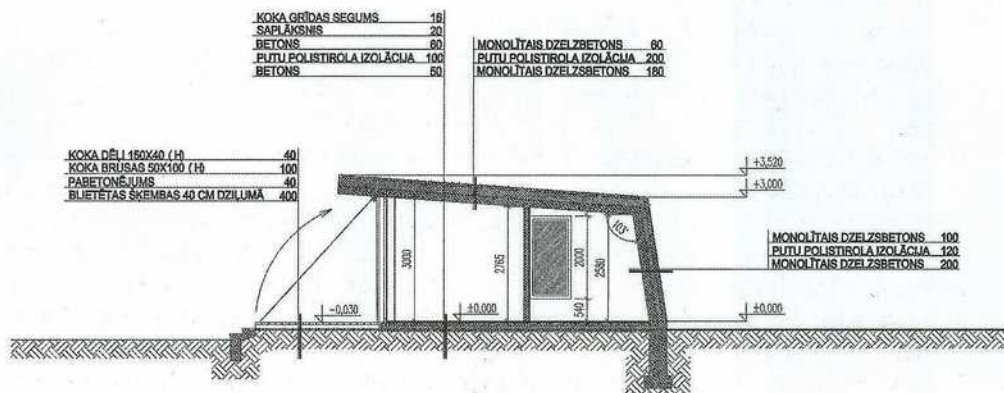 KOKA GRĪDAS SEGUMS 16
SAPLĀKSNIS 20
BETONS 60
PUTU POLISTIROLA IZOLĀCIJA 100
BETONS 50
MONOLĪTAIS DZELZBETONS 60
PUTU POLISTIROLA IZOLĀCIJA 200
MONOLĪTAIS DZELZSBETONS 180
KOKA DĒLI 150X40 (H) 40
KOKA BRUSAS 50X100 (H) 100
PABETONĒJUMS 40
BLIETĒTAS ŠĶEMBAS 40 CM DZIĻUMĀ 400
+3,520
+3,000
MONOLĪTAIS DZELZSBETONS 100
PUTU POLISTIROLA IZOLĀCIJA 120
MONOLĪTAIS DZELZSBETONS 200
103°
3000
2765
2000
2580
540
-0,030
±0,000
±0,000